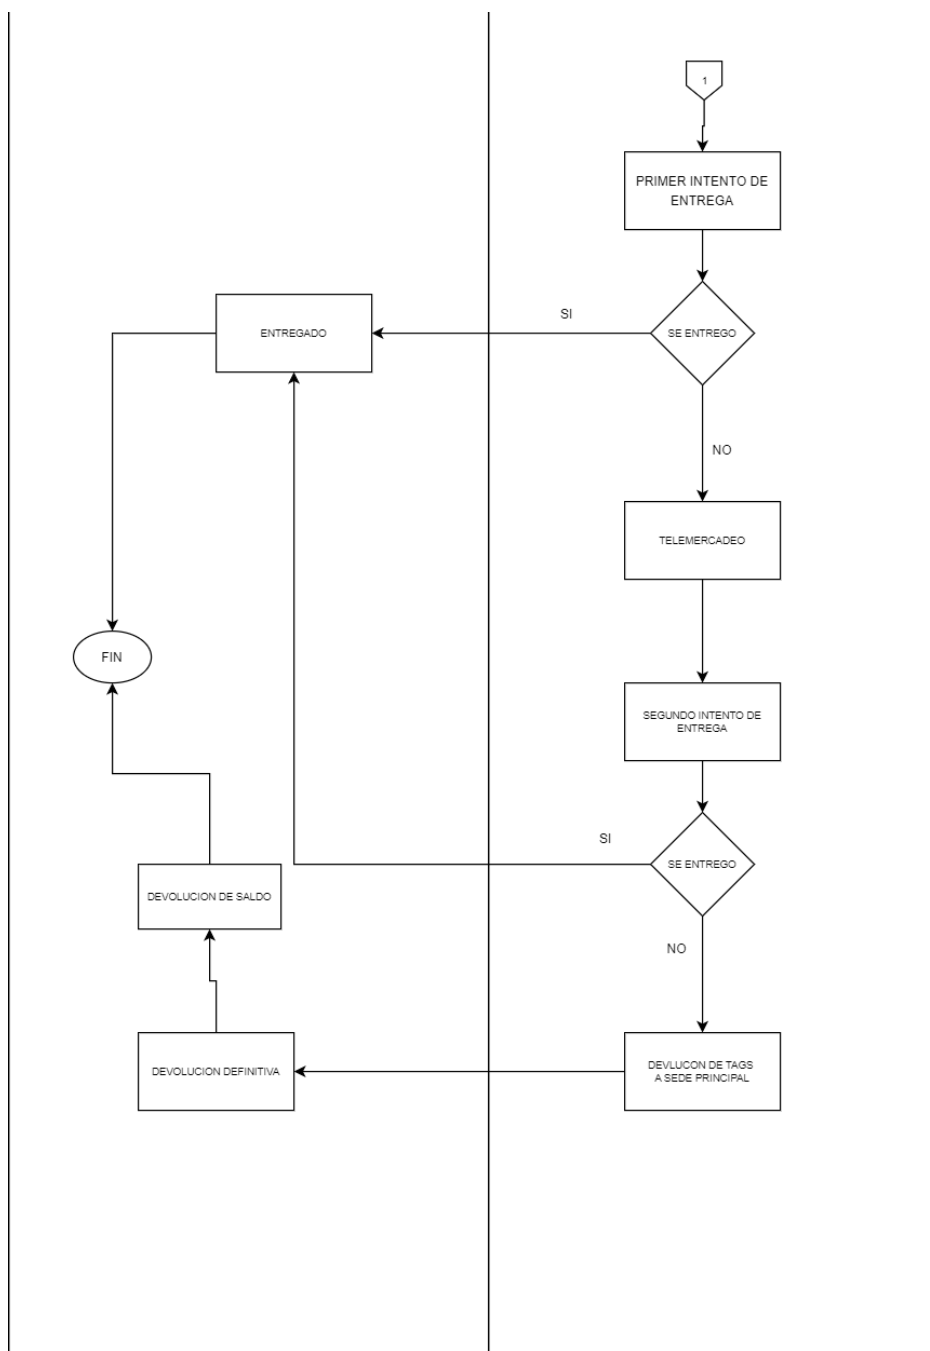 1
PRIMER INTENTO DE
ENTREGA
SE ENTREGO
SI
ENTREGADO
NO
TELEMERCADEO
SEGUNDO INTENTO DE
ENTREGA
SE ENTREGO
SI
NO
DEVLUCON DE TAGS
A SEDE PRINCIPAL
DEVOLUCION DEFINITIVA
DEVOLUCION DE SALDO
FIN